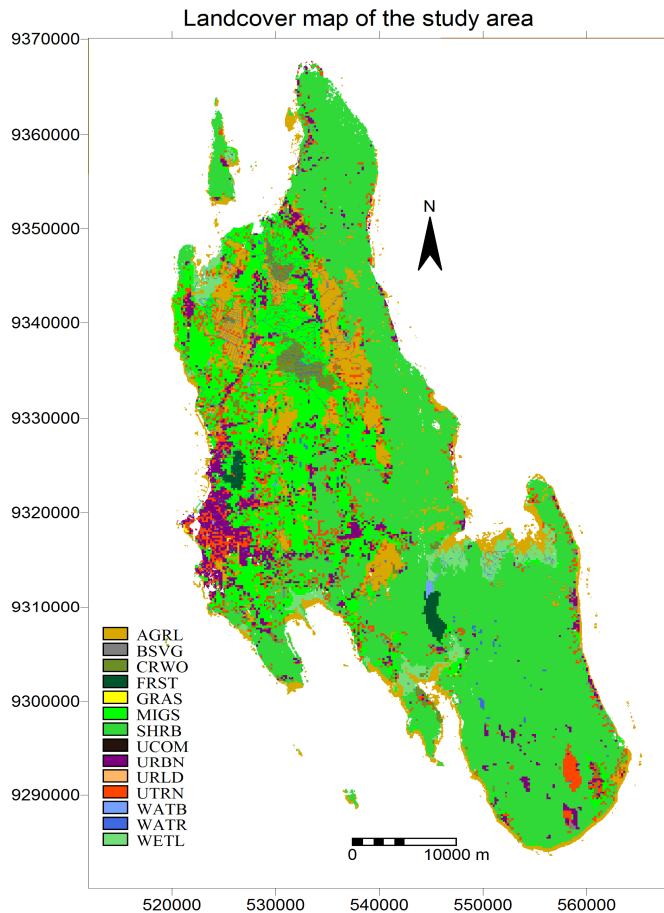 Landcover map of the study area
9370000
9360000
9350000
9340000
9330000
9320000
9310000
9300000
9290000
N
AGRL
BSVG
CRWO
FRST
GRAS
MIGS
SHRB
UCOM
URBN
URLD
UTRN
WATB
WATR
WETL
0 10000 m
520000 530000 540000 550000 560000